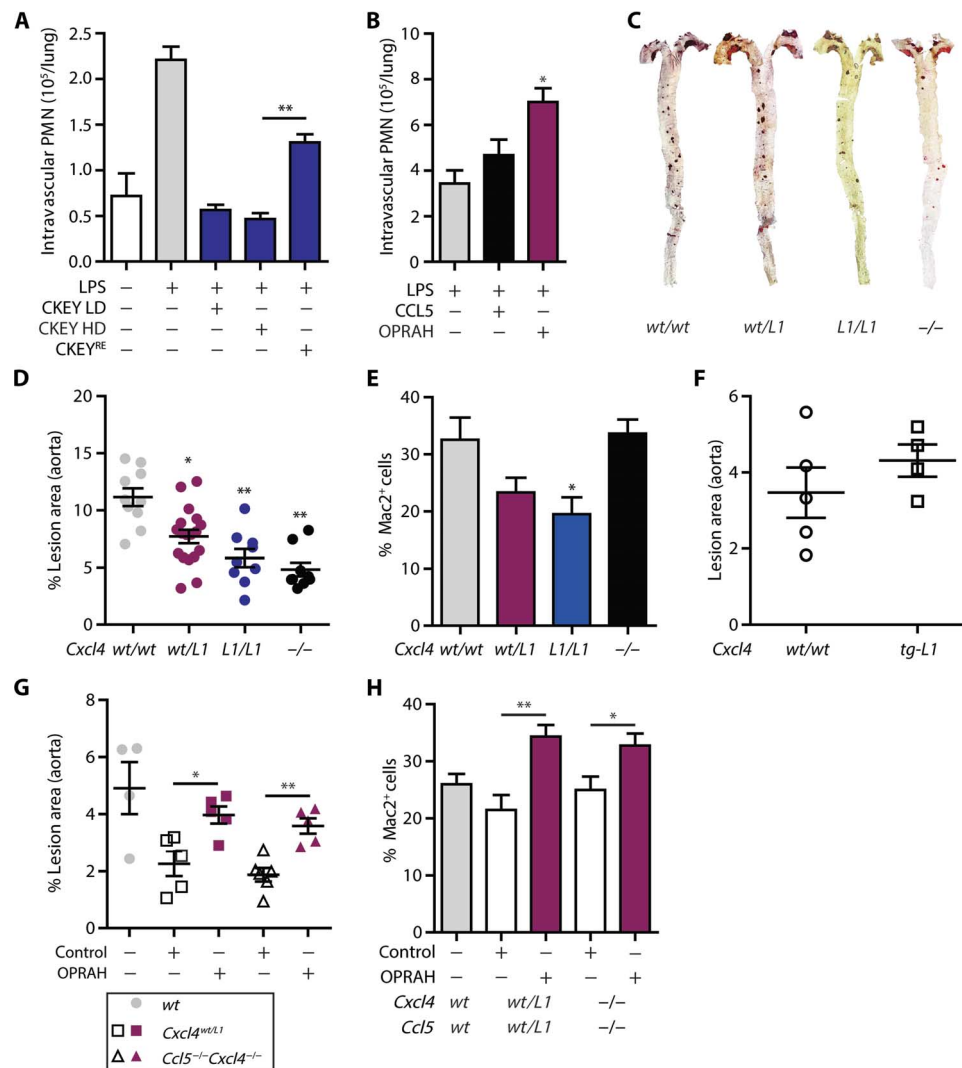 A
Intravascular PMN (10⁵/lung)
2.5
2.0
1.5
1.0
0.5
0.0
**
LPS − + + + +
CKEY LD − − + − −
CKEY HD − − − + −
CKEYᴿᴱ − − − − +
B
Intravascular PMN (10⁵/lung)
10
8
6
4
2
0
*
LPS + + +
CCL5 − + −
OPRAH − − +
C
wt/wt wt/L1 L1/L1 −/−
D
% Lesion area (aorta)
20
15
10
5
0
* ** **
Cxcl4 wt/wt wt/L1 L1/L1 −/−
E
% Mac2⁺ cells
40
30
20
10
0
*
Cxcl4 wt/wt wt/L1 L1/L1 −/−
F
Lesion area (aorta)
6
4
2
0
Cxcl4 wt/wt tg-L1
G
% Lesion area (aorta)
8
6
4
2
0
* **
Control − + − + −
OPRAH − − + − +
wt
Cxcl4ʷᵗ/ᴸ¹
Ccl5⁻/⁻Cxcl4⁻/⁻
H
% Mac2⁺ cells
40
30
20
10
0
** *
Control − + − + −
OPRAH − − + − +
Cxcl4 wt wt/L1 −/−
Ccl5 wt wt/L1 −/−